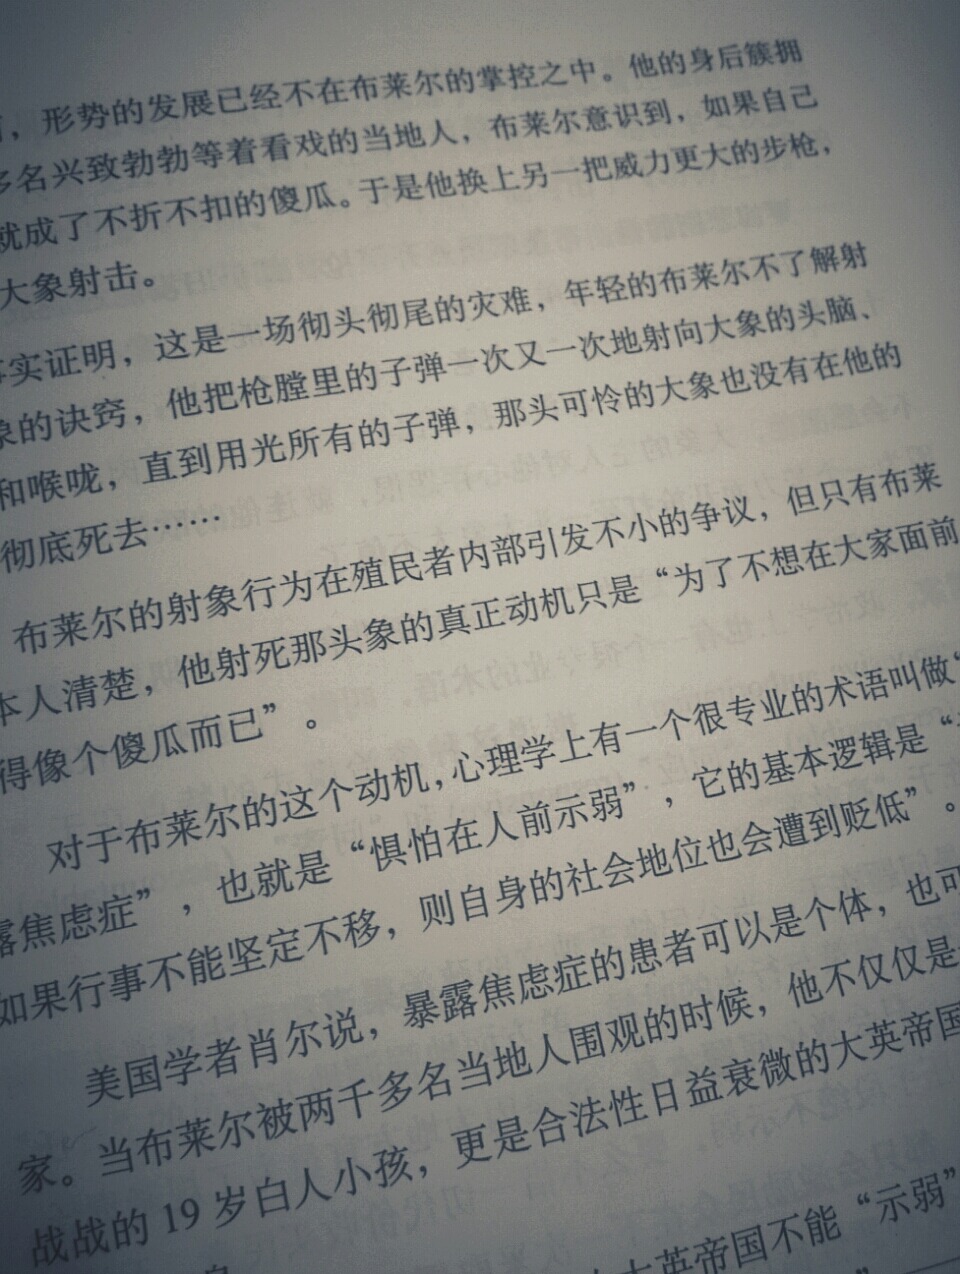 ，形势的发展已经不在布莱尔的掌控之中。他的身后簇拥
多名兴致勃勃等着看戏的当地人，布莱尔意识到，如果自己
就成了不折不扣的傻瓜。于是他换上另一把威力更大的步枪，
大象射击。
事实证明，这是一场彻头彻尾的灾难，年轻的布莱尔不了解射
象的诀窍，他把枪膛里的子弹一次又一次地射向大象的头脑、
和喉咙，直到用光所有的子弹，那头可怜的大象也没有在他的
彻底死去……
布莱尔的射象行为在殖民者内部引发不小的争议，但只有布莱
本人清楚，他射死那头象的真正动机只是“为了不想在大家面前
得像个傻瓜而已”。
对于布莱尔的这个动机，心理学上有一个很专业的术语叫做“
露焦虑症”，也就是“惧怕在人前示弱”，它的基本逻辑是“
如果行事不能坚定不移，则自身的社会地位也会遭到贬低”。
美国学者肖尔说，暴露焦虑症的患者可以是个体，也可
家。当布莱尔被两千多名当地人围观的时候，他不仅仅是
战战的 19 岁白人小孩，更是合法性日益衰微的大英帝国
大英帝国不能“示弱”